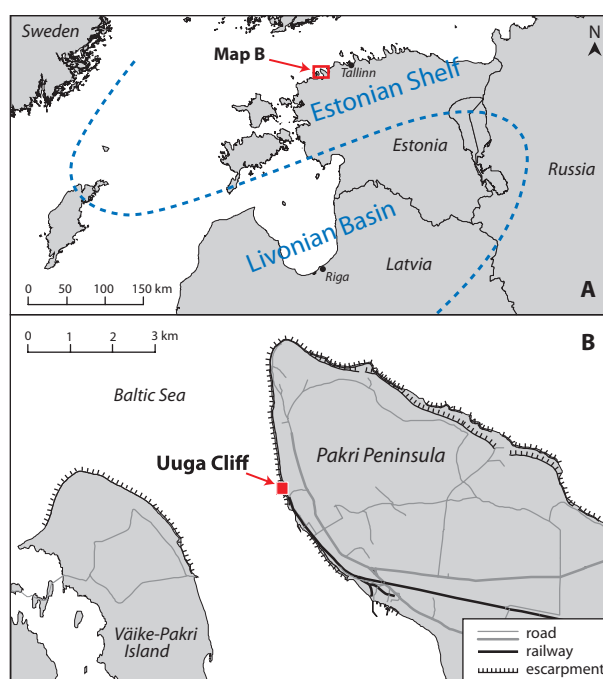 Sweden
N
Map B
Tallinn
Estonian Shelf
Estonia
Russia
Livonian Basin
Riga
Latvia
0 50 100 150 km
A
0 1 2 3 km
B
Baltic Sea
Uuga Cliff
Pakri Peninsula
Väike-Pakri
Island
road
railway
escarpment